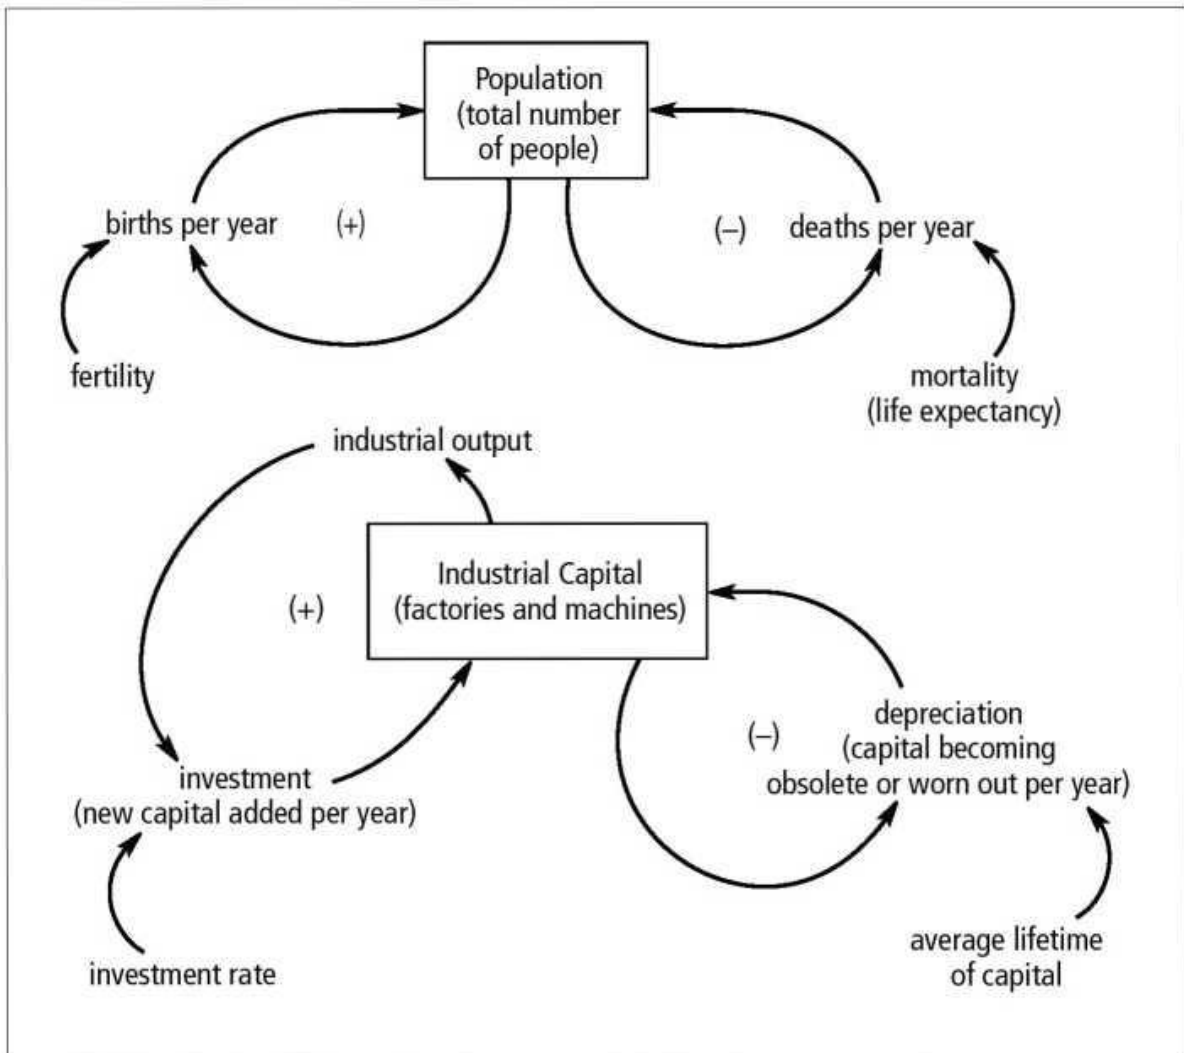 Population
(total number
of people)
births per year
(+)
(–)
deaths per year
fertility
mortality
(life expectancy)
industrial output
Industrial Capital
(factories and machines)
(+)
depreciation
(capital becoming
obsolete or worn out per year)
(–)
investment
(new capital added per year)
average lifetime
of capital
investment rate